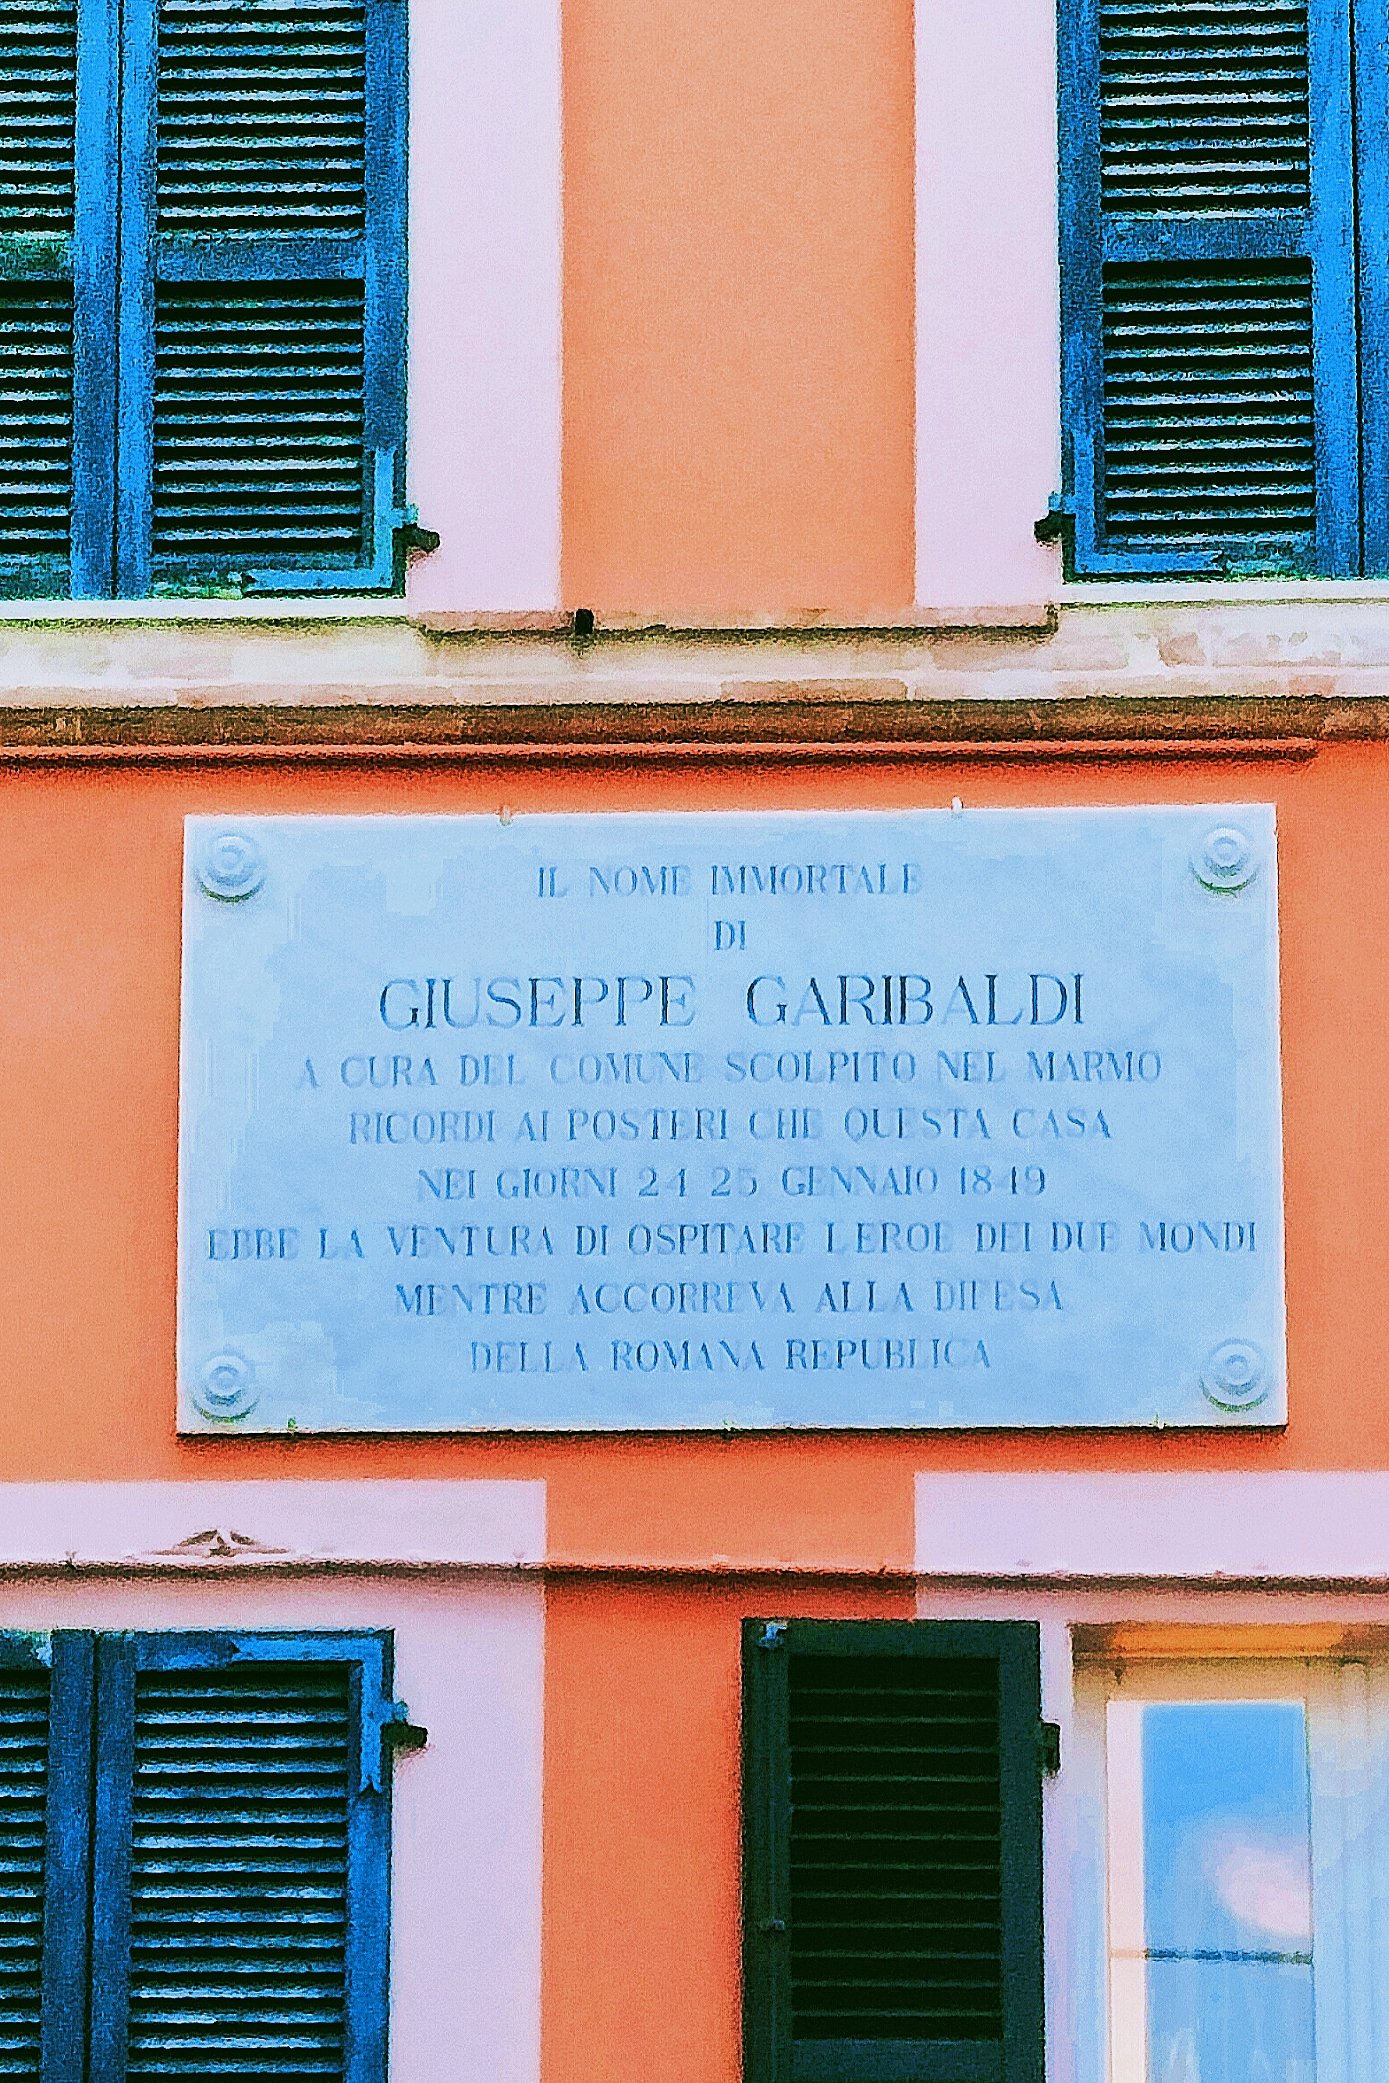 IL NOME IMMORTALE
DI
GIUSEPPE GARIBALDI
A CURA DEL COMUNE SCOLPITO NEL MARMO
RICORDI AI POSTERI CHE QUESTA CASA
NEI GIORNI 24 25 GENNAIO 1849
EBBE LA VENTURA DI OSPITARE L'EROE DEI DUE MONDI
MENTRE ACCORREVA ALLA DIFESA
DELLA ROMANA REPUBLICA